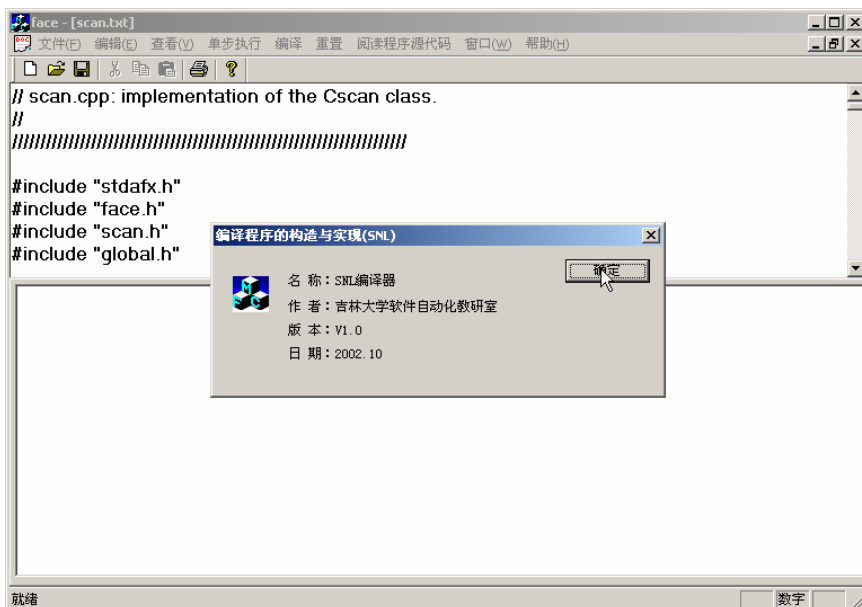 face - [scan.txt]
文件(F) 编辑(E) 查看(V) 单步执行 编译 重置 阅读程序源代码 窗口(W) 帮助(H)
// scan.cpp: implementation of the Cscan class.
//
//////////////////////////////////////////////////////////////////////
#include "stdafx.h"
#include "face.h"
#include "scan.h"
#include "global.h"
编译程序的构造与实现(SNL)
确定
名 称：SNL编译器
作 者：吉林大学软件自动化教研室
版 本：V1.0
日 期：2002.10
就绪
数字